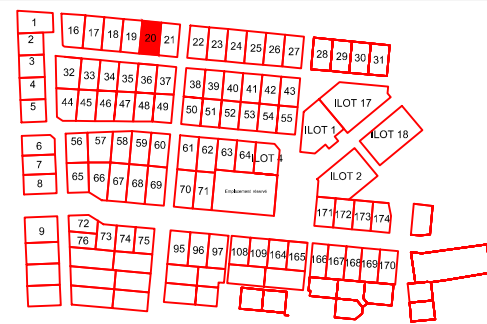 1
2
3
4
5
16 17 18 19 20 21
22 23 24 25 26 27
28 29 30 31
32 33 34 35 36 37
44 45 46 47 48 49
38 39 40 41 42 43
50 51 52 53 54 55
ILOT 17
ILOT 1
ILOT 18
6
7
8
56 57 58 59 60
65 66 67 68 69
61 62 63 64 ILOT 4
70 71
Emplacement réservé
ILOT 2
171 172 173 174
9
72
76 73 74 75
95 96 97
108 109 164 165
166 167 168 169 170